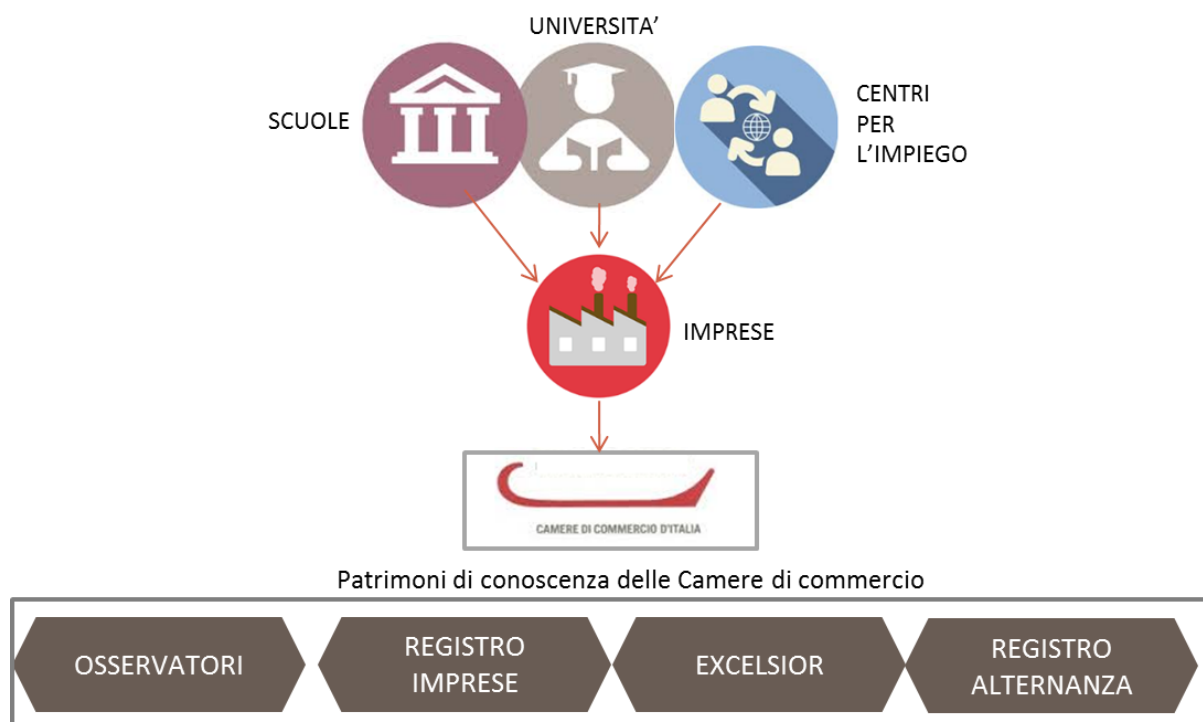 UNIVERSITA'
SCUOLE
CENTRI
PER
L'IMPIEGO
IMPRESE
CAMERE DI COMMERCIO D'ITALIA
Patrimoni di conoscenza delle Camere di commercio
OSSERVATORI
REGISTRO
IMPRESE
EXCELSIOR
REGISTRO
ALTERNANZA